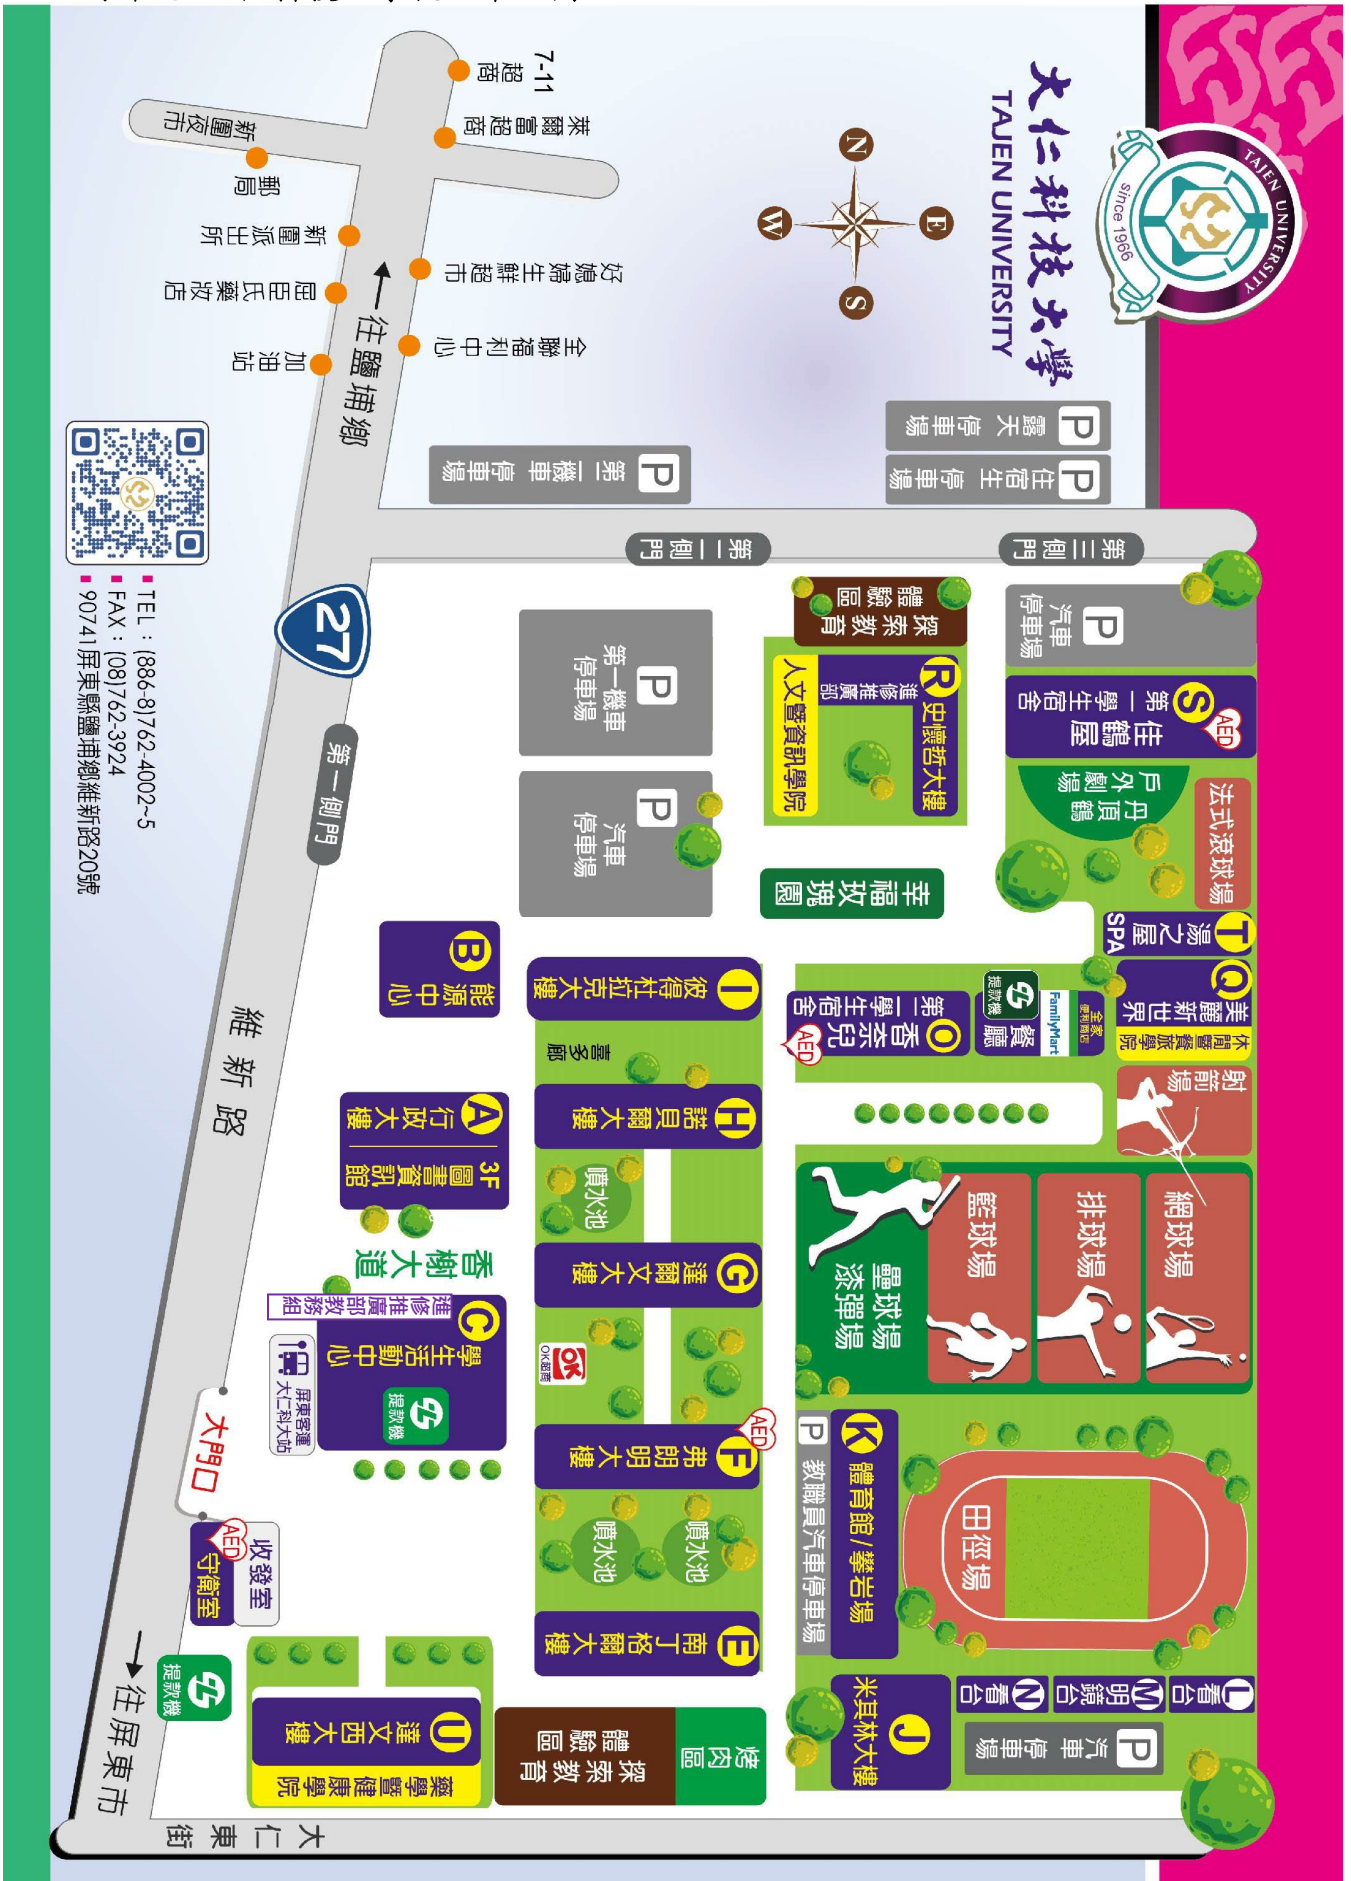 大仁科技大學
TAJEN UNIVERSITY
TAJEN UNIVERSITY
since 1966
UNIVERSITY
N
E
S
W
7-11
超商
萊爾富超商
新圍夜市
郵局
新圍派出所
屈臣氏藥妝店
加油站
好媳婦生鮮超市
全聯福利中心
往鹽埔鄉
P 露天停車場
P 住宿生停車場
P 第二機車停車場
第三側門
第二側門
第一側門
27
TEL：(886-8)762-4002~5
FAX：(08)762-3924
90741屏東縣鹽埔鄉維新路20號
維新路
P
汽車
停車場
S 第一學生宿舍
佳鶴屋
AED
戶外劇場
丹頂鶴
法式滾球場
T 湯之屋
SPA
Q 美麗新世界
休閒暨餐旅學院
射箭場
探索教育
體驗區
R 史懷哲大樓
進修推廣部
人文暨資訊學院
幸福玫瑰園
P
第一機車
停車場
P
汽車
停車場
O 香奈兒
第二學生宿舍
AED
餐廳
提款機
全家
便利商店
FamilyMart
B 能源中心
I 彼得杜拉克大樓
喜多廊
H 諾貝爾大樓
噴水池
G 達爾文大樓
OK
OK超商
F 弗朗明大樓
AED
噴水池
噴水池
E 南丁格爾大樓
A 行政大樓
3F 圖書資訊館
香榭大道
C 學生活動中心
進修推廣部教務組
提款機
屏東客運
大仁科大站
大門口
收發室
守衛室
AED
提款機
往屏東市
網球場
排球場
籃球場
壘球場
漆彈場
K 體育館/攀岩場
P 教職員汽車停車場
田徑場
L 看台
M 明鏡台
N 看台
P 汽車停車場
J 米其林大樓
烤肉區
探索教育
體驗區
U 達文西大樓
藥學暨健康學院
大仁東街